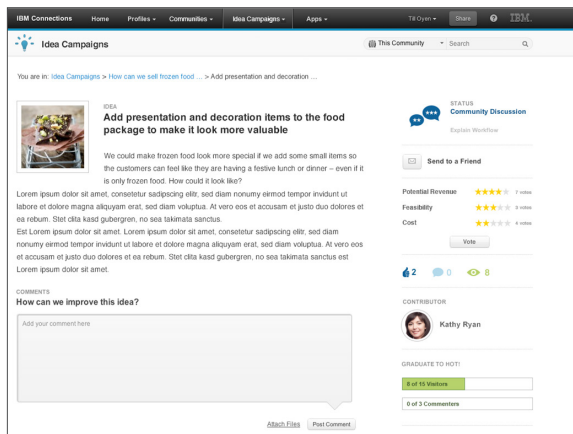 IBM Connections Home Profiles Communities Idea Campaigns Apps Till Oyen Share ? IBM.
Idea Campaigns This Community Search
You are in: Idea Campaigns > How can we sell frozen food ... > Add presentation and decoration ...
IDEA
Add presentation and decoration items to the food
package to make it look more valuable
We could make frozen food look more special if we add some small items so
the customers can feel like they are having a festive lunch or dinner – even if it
is only frozen food. How could it look like?
Lorem ipsum dolor sit amet, consetetur sadipscing elitr, sed diam nonumy eirmod tempor invidunt ut
labore et dolore magna aliquyam erat, sed diam voluptua. At vero eos et accusam et justo duo dolores et
ea rebum. Stet clita kasd gubergren, no sea takimata sanctus.
Est Lorem ipsum dolor sit amet. Lorem ipsum dolor sit amet, consetetur sadipscing elitr, sed diam
nonumy eirmod tempor invidunt ut labore et dolore magna aliquyam erat, sed diam voluptua. At vero eos
et accusam et justo duo dolores et ea rebum. Stet clita kasd gubergren, no sea takimata sanctus est
Lorem ipsum dolor sit amet.
COMMENTS
How can we improve this idea?
Add your comment here
Attach Files Post Comment
STATUS
Community Discussion
Explain Workflow
Send to a Friend
Potential Revenue 7 votes
Feasibility 3 votes
Cost 4 votes
Vote
2 0 8
CONTRIBUTOR
Kathy Ryan
GRADUATE TO HOT!
8 of 15 Visitors
0 of 3 Commenters